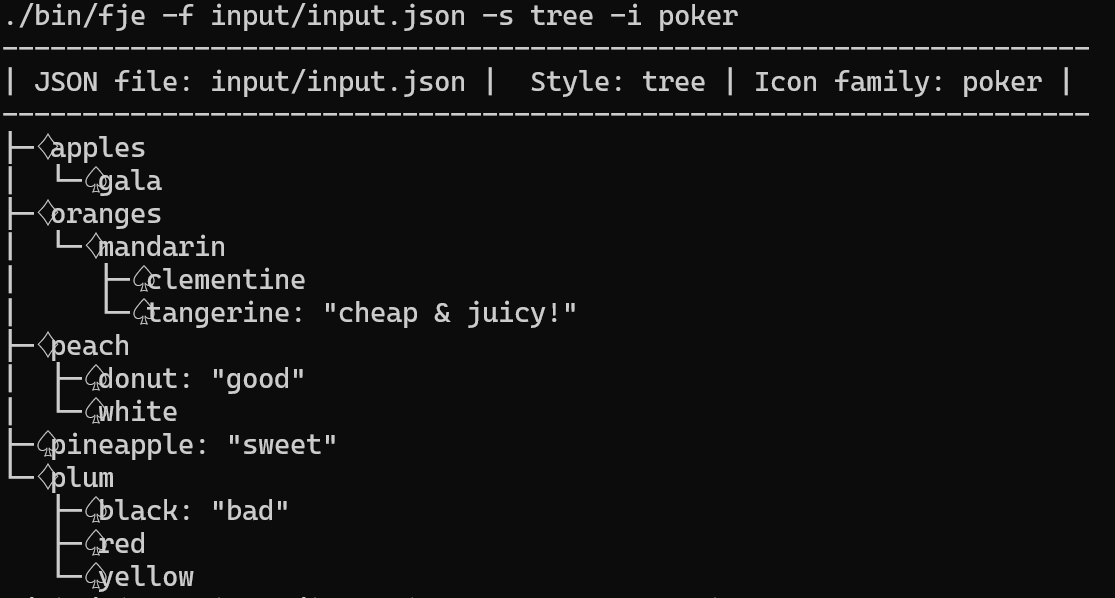 ./bin/fje -f input/input.json -s tree -i poker
--------------------------------------------------------------------
| JSON file: input/input.json |  Style: tree | Icon family: poker |
--------------------------------------------------------------------
├─♢apples
│  └─♤gala
├─♢oranges
│  └─♢mandarin
│     ├─♤clementine
│     └─♤tangerine: "cheap & juicy!"
├─♢peach
│  ├─♤donut: "good"
│  └─♤white
├─♤pineapple: "sweet"
└─♢plum
   ├─♤black: "bad"
   ├─♤red
   └─♤yellow